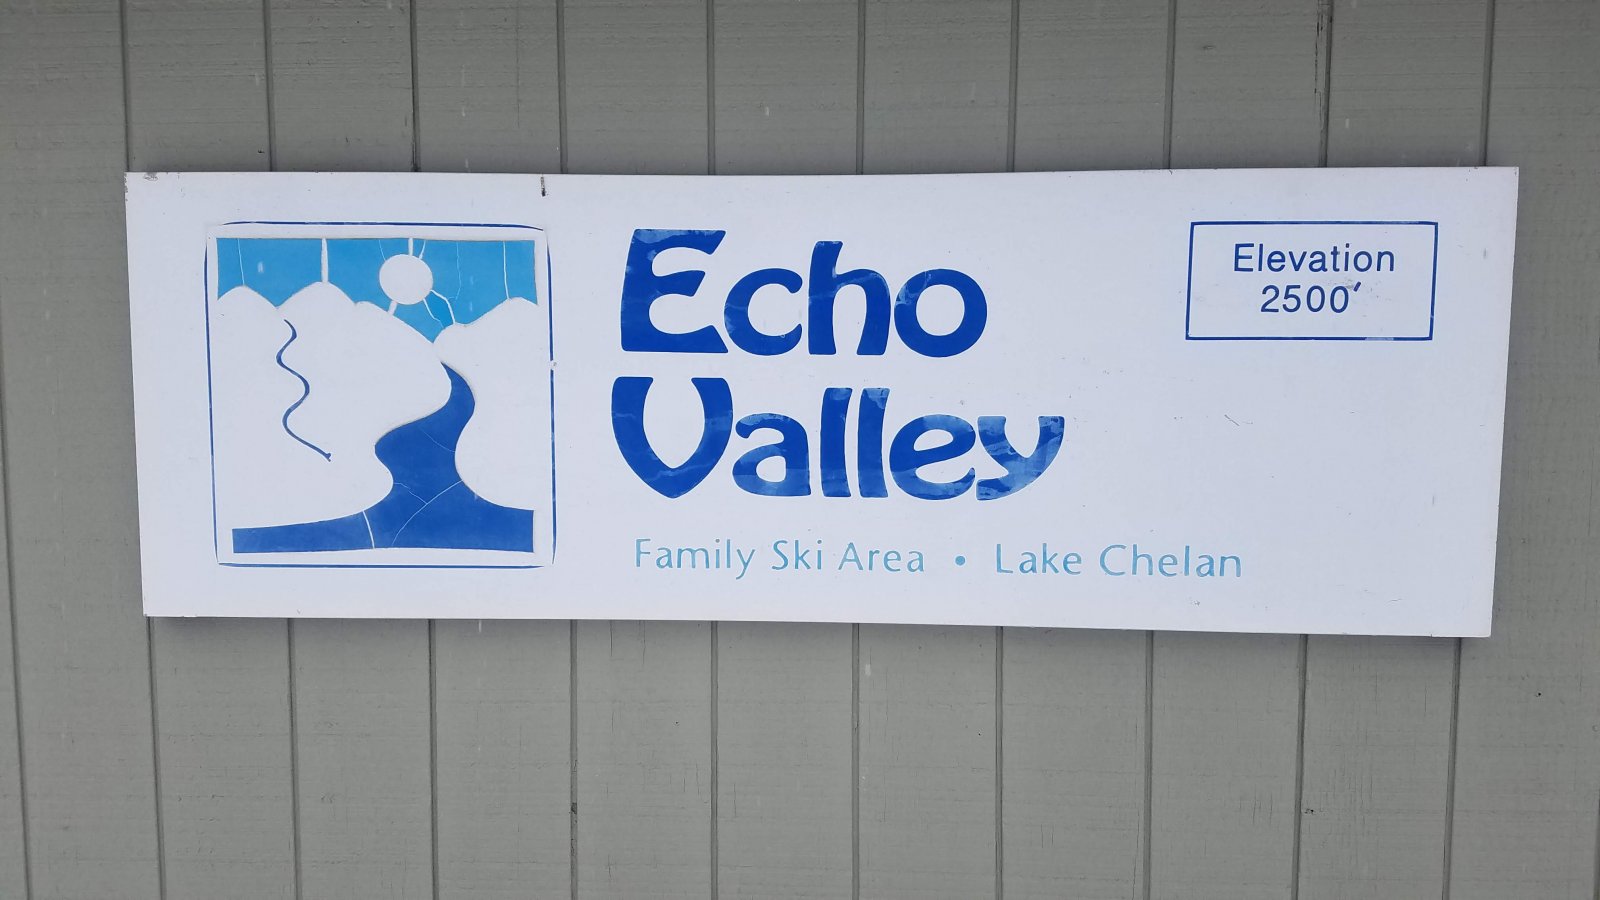 Echo
Valley
Family Ski Area • Lake Chelan
Elevation
2500'